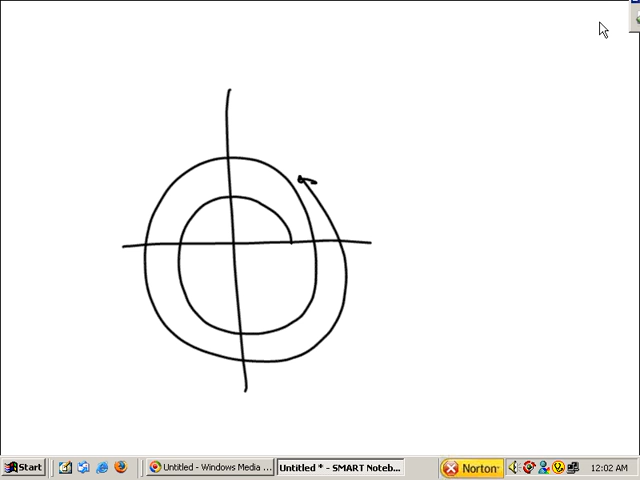 Start
Untitled - Windows Media ...
Untitled * - SMART Noteb...
Norton
12:02 AM